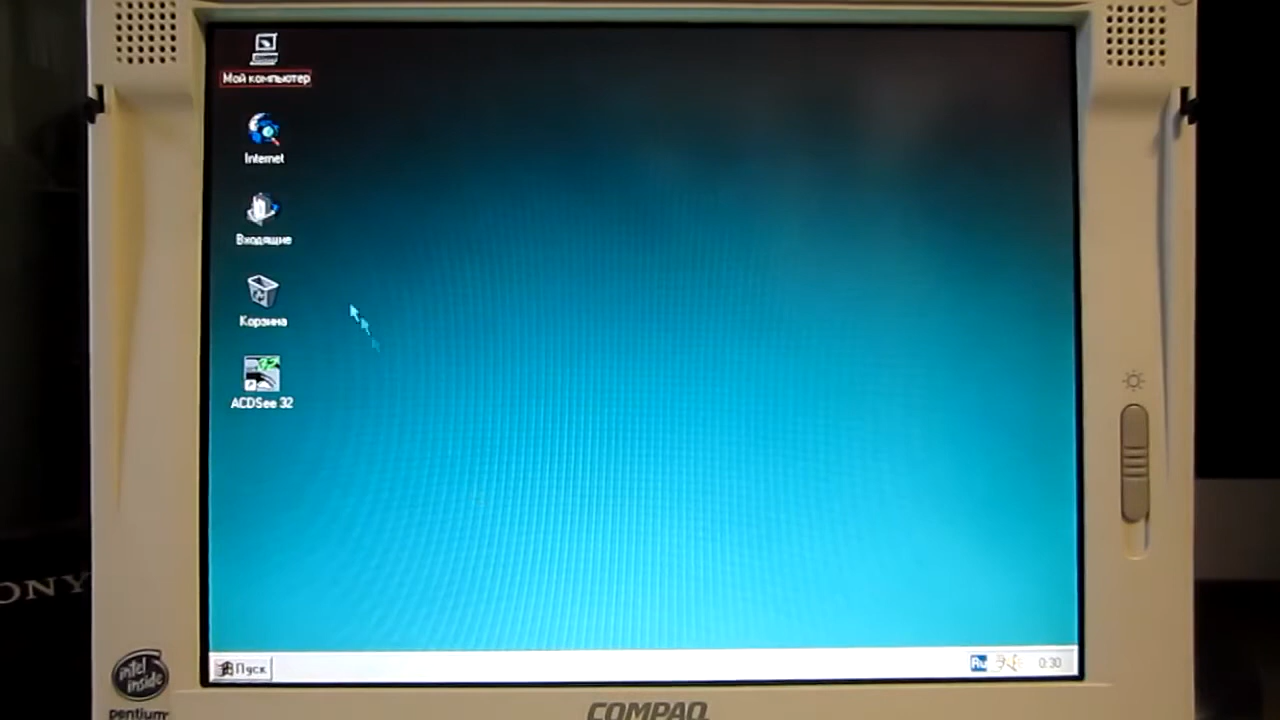 Мой компьютер
Internet
Входящие
Корзина
ACDSee 32
ONY
Пуск
Ru
0:30
intel
inside
pentium
COMPAQ